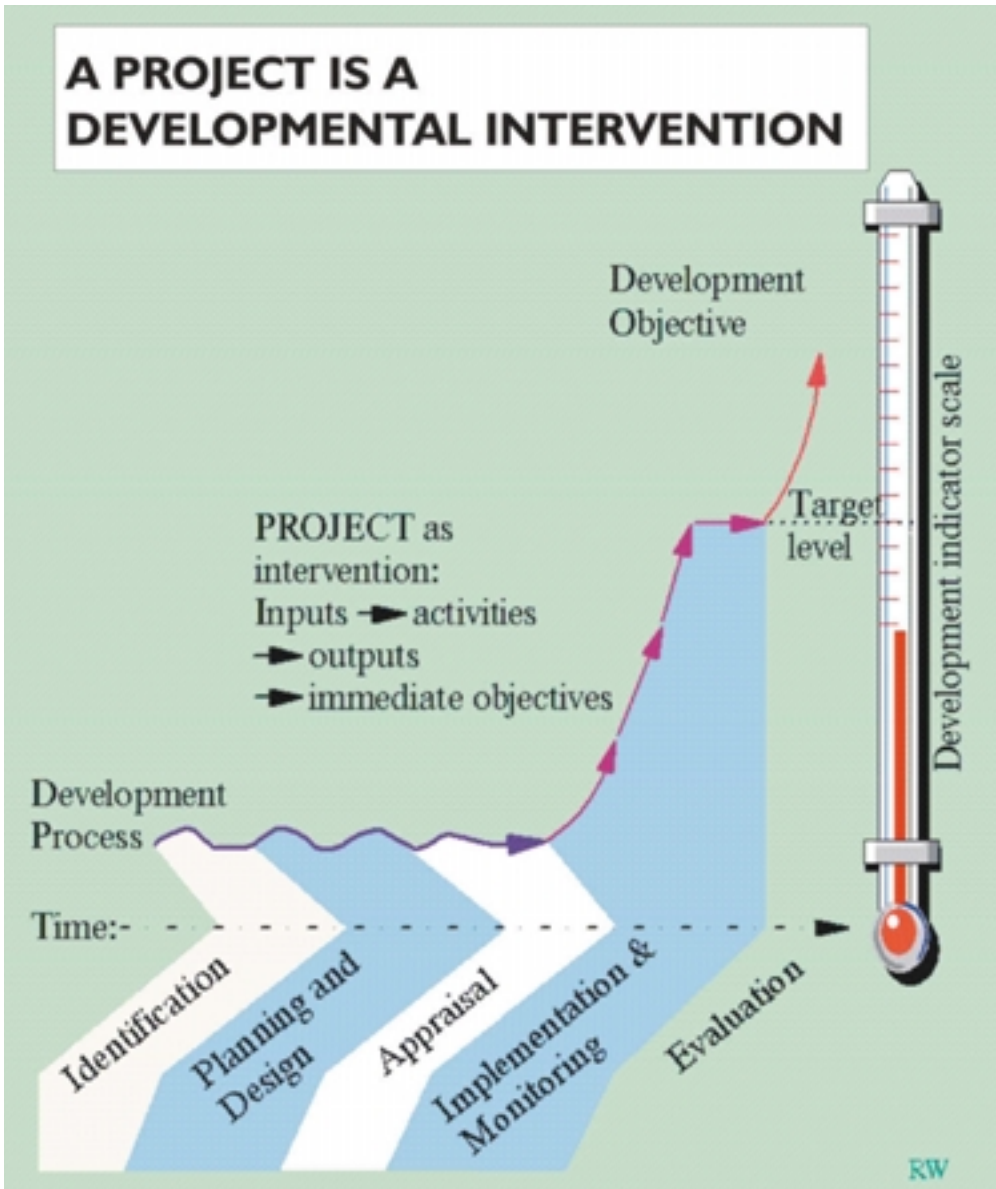 A PROJECT IS A
DEVELOPMENTAL INTERVENTION
Development
Objective
Target
level
Development indicator scale
PROJECT as
intervention:
Inputs → activities
→ outputs
→ immediate objectives
Development
Process
Time:-
Identification
Planning and
Design
Appraisal
Implementation &
Monitoring
Evaluation
RW